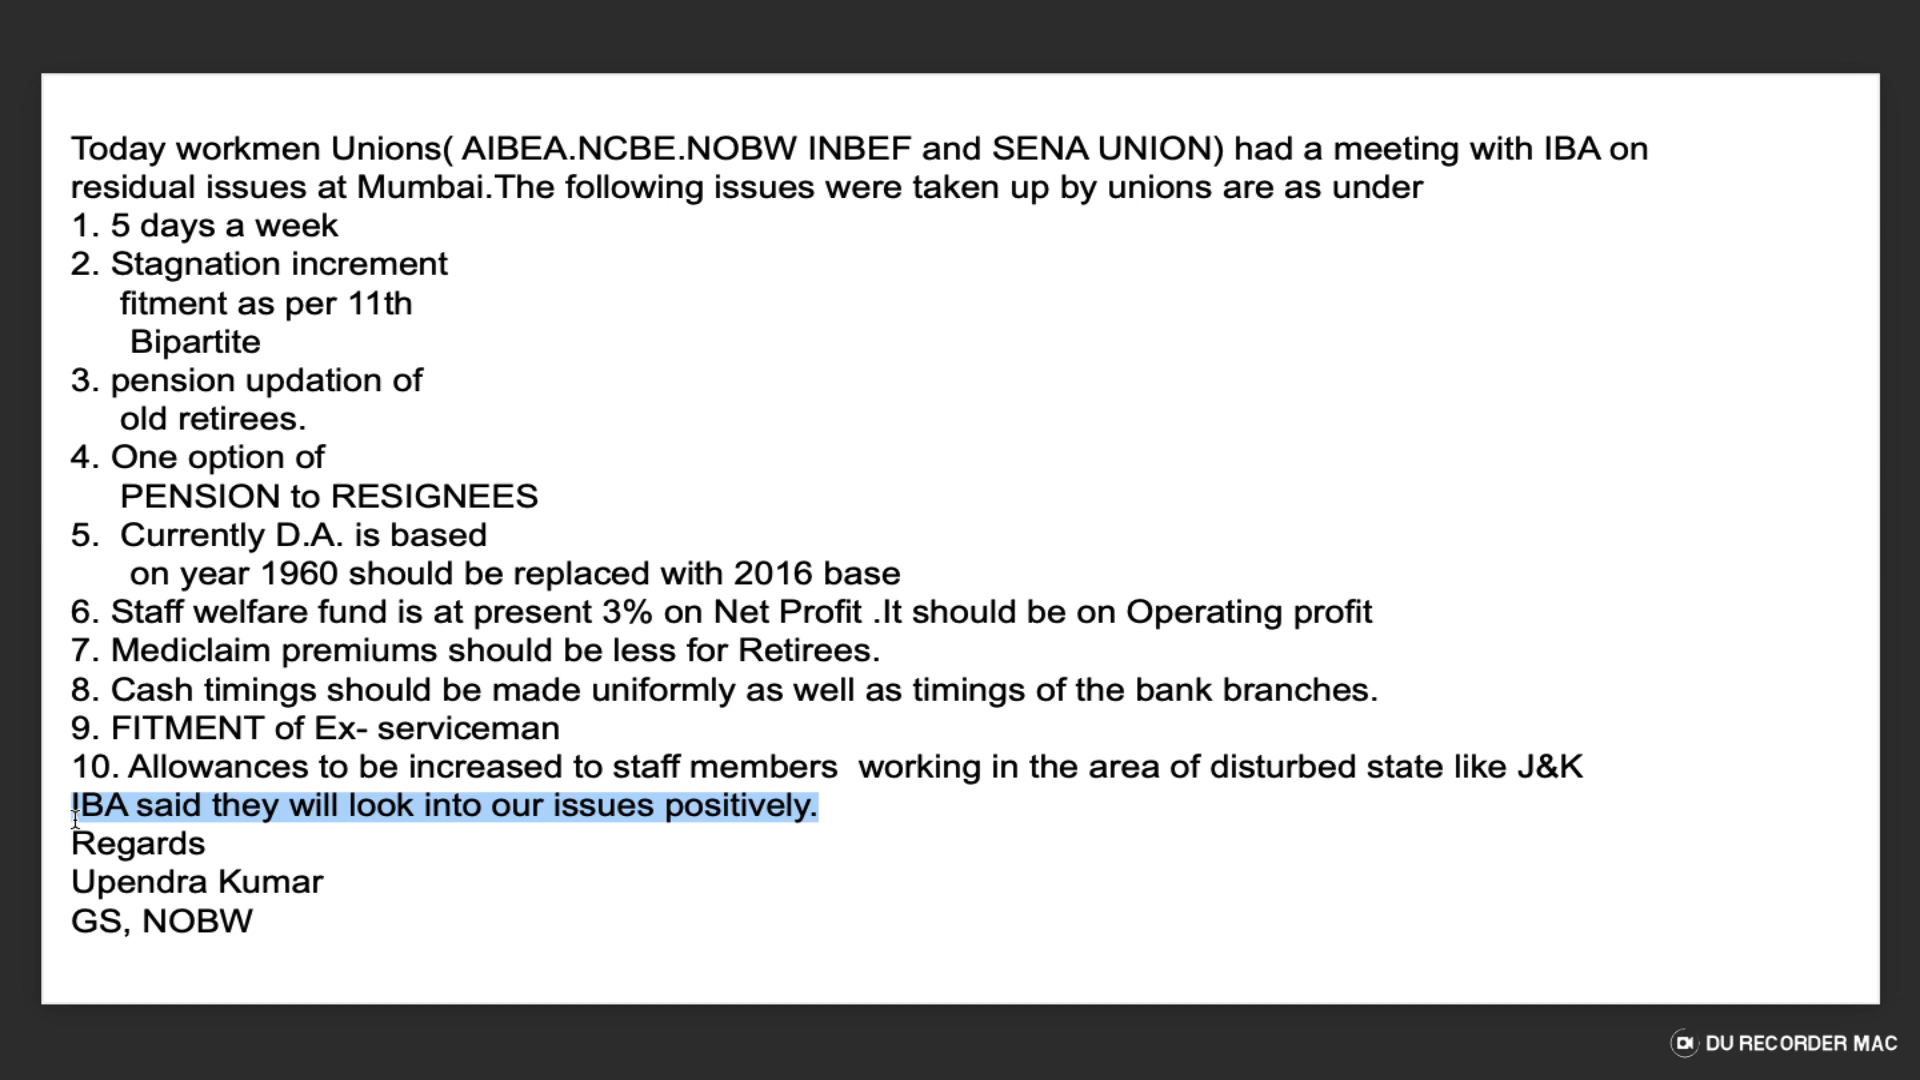 Today workmen Unions( AIBEA.NCBE.NOBW INBEF and SENA UNION) had a meeting with IBA on
residual issues at Mumbai.The following issues were taken up by unions are as under
1. 5 days a week
2. Stagnation increment
fitment as per 11th
Bipartite
3. pension updation of
old retirees.
4. One option of
PENSION to RESIGNEES
5. Currently D.A. is based
on year 1960 should be replaced with 2016 base
6. Staff welfare fund is at present 3% on Net Profit .It should be on Operating profit
7. Mediclaim premiums should be less for Retirees.
8. Cash timings should be made uniformly as well as timings of the bank branches.
9. FITMENT of Ex- serviceman
10. Allowances to be increased to staff members  working in the area of disturbed state like J&K
IBA said they will look into our issues positively.
Regards
Upendra Kumar
GS, NOBW
DU RECORDER MAC